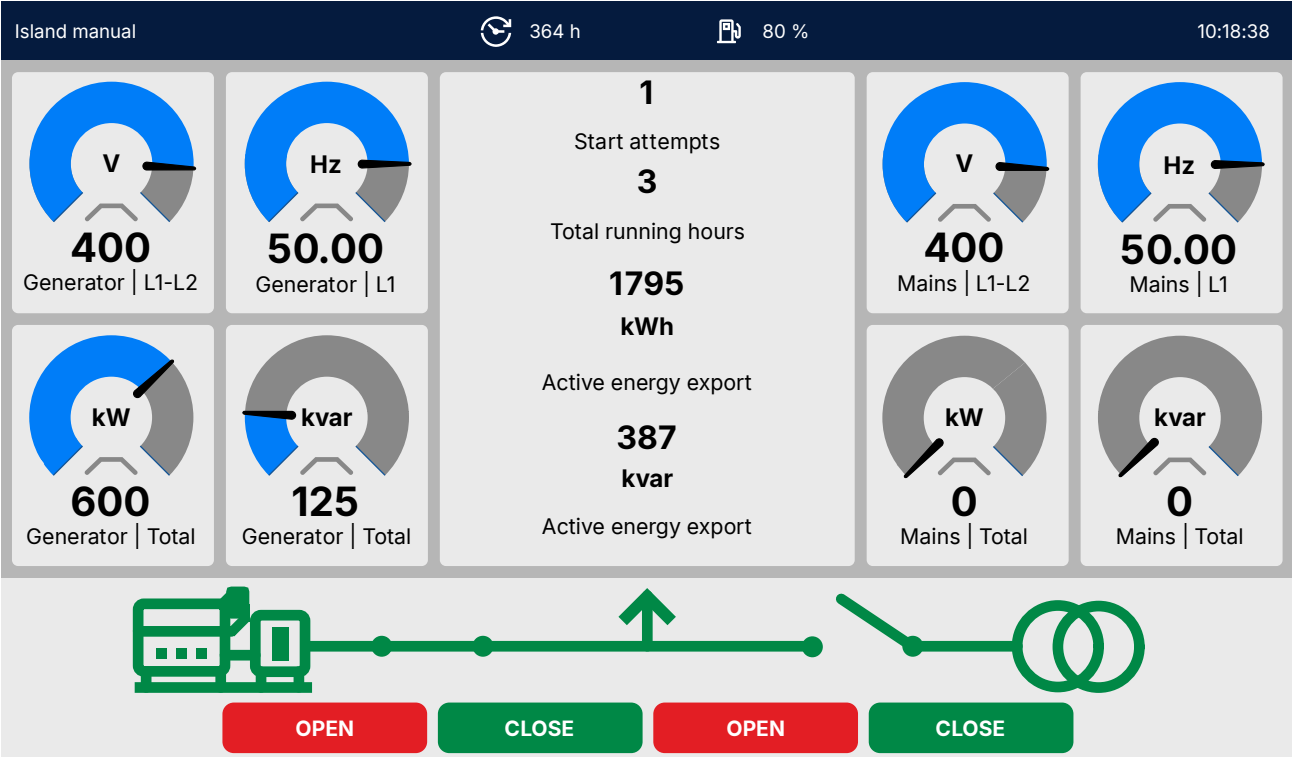 Island manual
364 h
80 %
10:18:38
V
400
Generator | L1-L2
Hz
50.00
Generator | L1
1
Start attempts
3
Total running hours
1795
kWh
Active energy export
387
kvar
Active energy export
V
400
Mains | L1-L2
Hz
50.00
Mains | L1
kW
600
Generator | Total
kvar
125
Generator | Total
kW
0
Mains | Total
kvar
0
Mains | Total
OPEN
CLOSE
OPEN
CLOSE